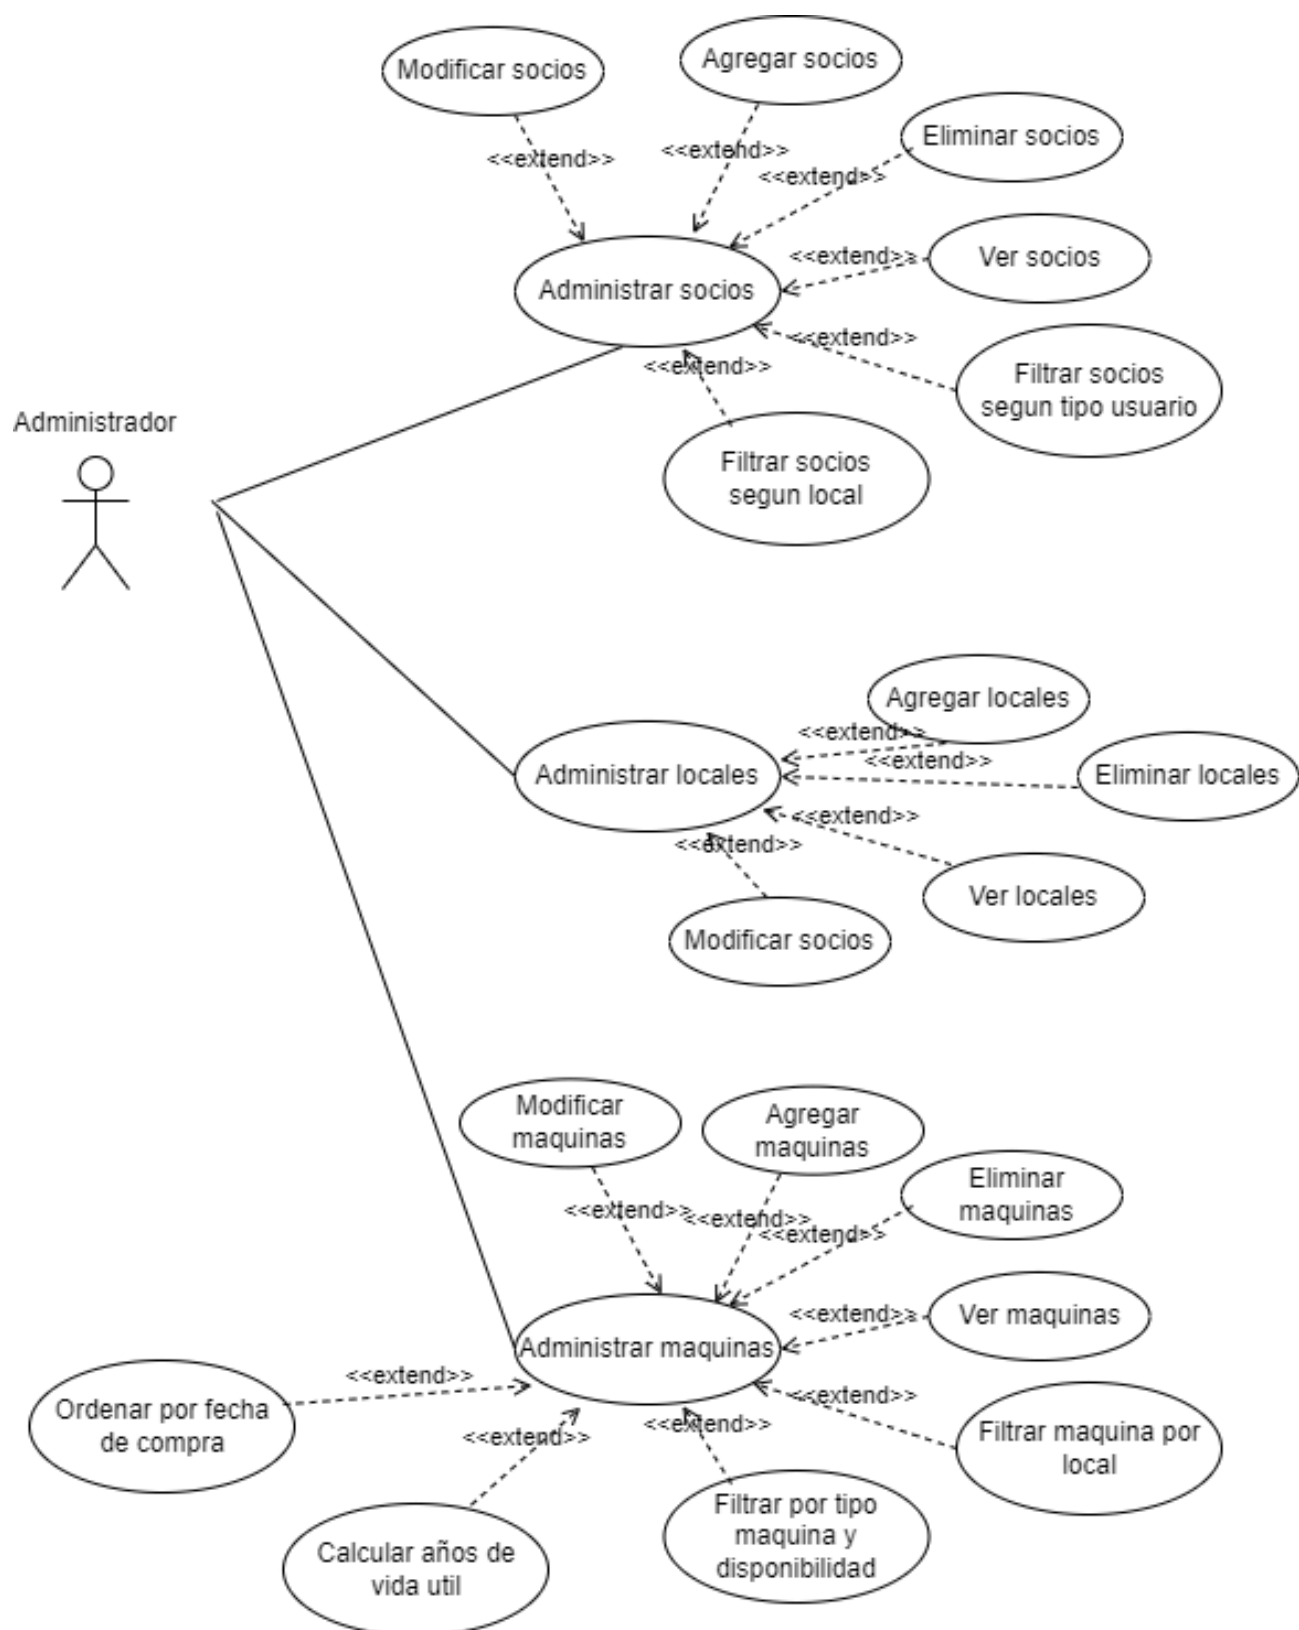 Modificar socios
Agregar socios
Eliminar socios
<<extend>>
<<extend>>
<<extend>>
Ver socios
<<extend>>
Administrar socios
<<extend>>
<<extend>>
Filtrar socios
segun tipo usuario
Administrador
Filtrar socios
segun local
Agregar locales
<<extend>>
<<extend>>
Administrar locales
Eliminar locales
<<extend>>
<<extend>>
Ver locales
Modificar socios
Modificar
maquinas
Agregar
maquinas
Eliminar
maquinas
<<extend>>
<<extend>>
<<extend>>
<<extend>>
Ver maquinas
Administrar maquinas
<<extend>>
<<extend>>
<<extend>>
<<extend>>
Ordenar por fecha
de compra
Filtrar maquina por
local
Filtrar por tipo
maquina y
disponibilidad
Calcular años de
vida util